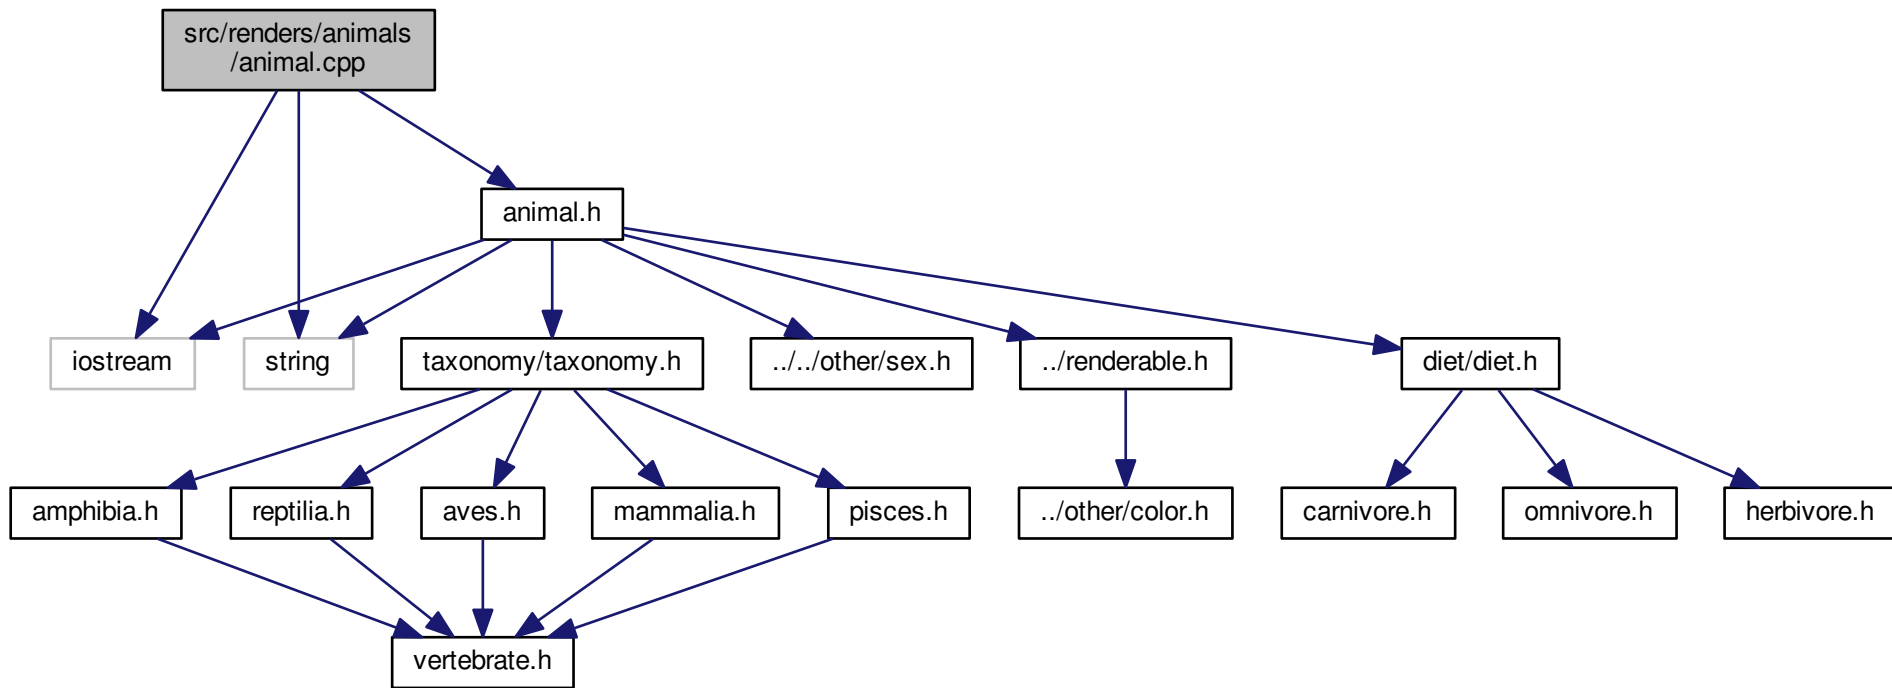 src/renders/animals
/animal.cpp
animal.h
iostream
string
taxonomy/taxonomy.h
../../other/sex.h
../renderable.h
diet/diet.h
amphibia.h
reptilia.h
aves.h
mammalia.h
pisces.h
../other/color.h
carnivore.h
omnivore.h
herbivore.h
vertebrate.h